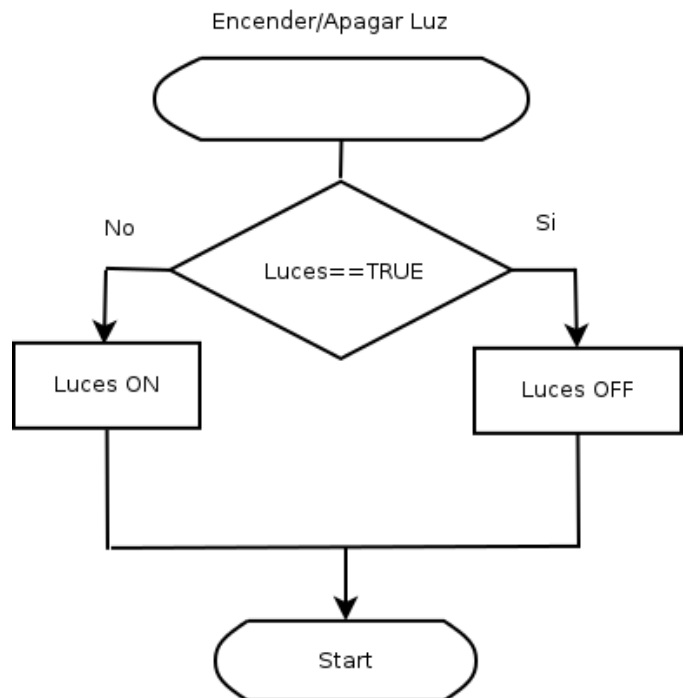 Encender/Apagar Luz
No
Si
Luces==TRUE
Luces ON
Luces OFF
Start